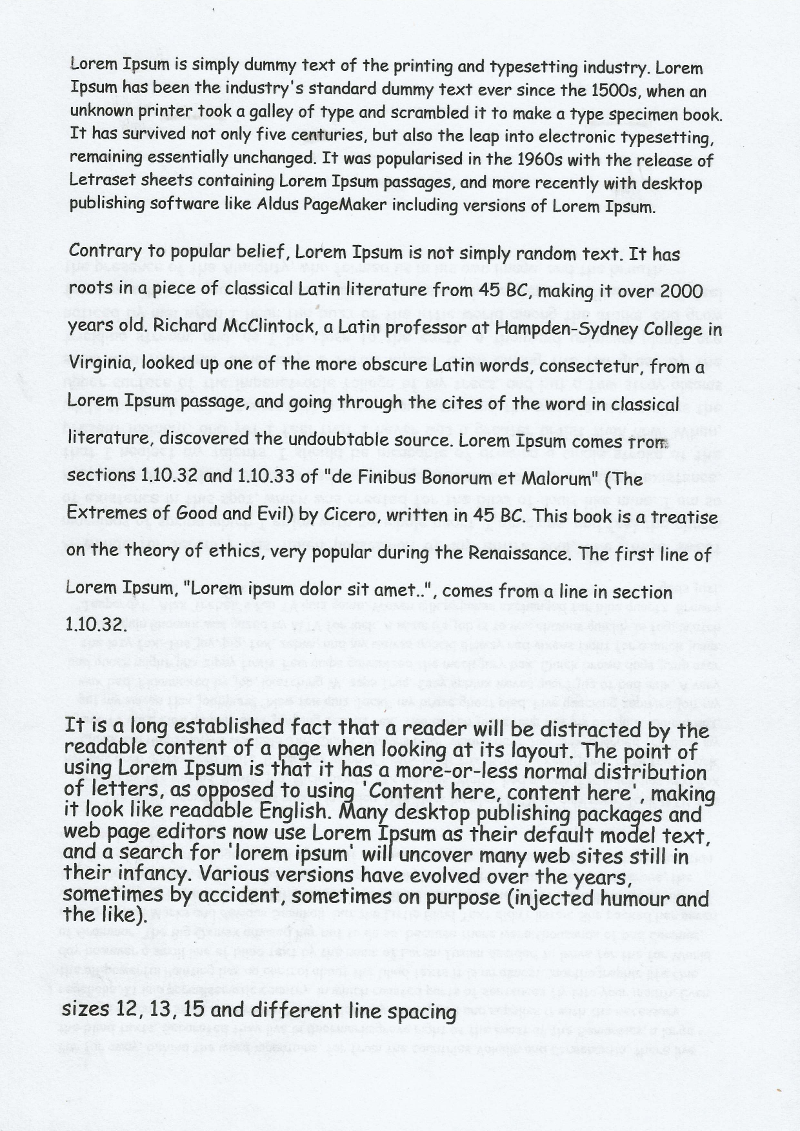 Lorem Ipsum is simply dummy text of the printing and typesetting industry. Lorem
Ipsum has been the industry's standard dummy text ever since the 1500s, when an
unknown printer took a galley of type and scrambled it to make a type specimen book.
It has survived not only five centuries, but also the leap into electronic typesetting,
remaining essentially unchanged. It was popularised in the 1960s with the release of
Letraset sheets containing Lorem Ipsum passages, and more recently with desktop
publishing software like Aldus PageMaker including versions of Lorem Ipsum.
Contrary to popular belief, Lorem Ipsum is not simply random text. It has
roots in a piece of classical Latin literature from 45 BC, making it over 2000
years old. Richard McClintock, a Latin professor at Hampden-Sydney College in
Virginia, looked up one of the more obscure Latin words, consectetur, from a
Lorem Ipsum passage, and going through the cites of the word in classical
literature, discovered the undoubtable source. Lorem Ipsum comes from
sections 1.10.32 and 1.10.33 of "de Finibus Bonorum et Malorum" (The
Extremes of Good and Evil) by Cicero, written in 45 BC. This book is a treatise
on the theory of ethics, very popular during the Renaissance. The first line of
Lorem Ipsum, "Lorem ipsum dolor sit amet..", comes from a line in section
1.10.32.
It is a long established fact that a reader will be distracted by the
readable content of a page when looking at its layout. The point of
using Lorem Ipsum is that it has a more-or-less normal distribution
of letters, as opposed to using 'Content here, content here', making
it look like readable English. Many desktop publishing packages and
web page editors now use Lorem Ipsum as their default model text,
and a search for 'lorem ipsum' will uncover many web sites still in
their infancy. Various versions have evolved over the years,
sometimes by accident, sometimes on purpose (injected humour and
the like).
sizes 12, 13, 15 and different line spacing